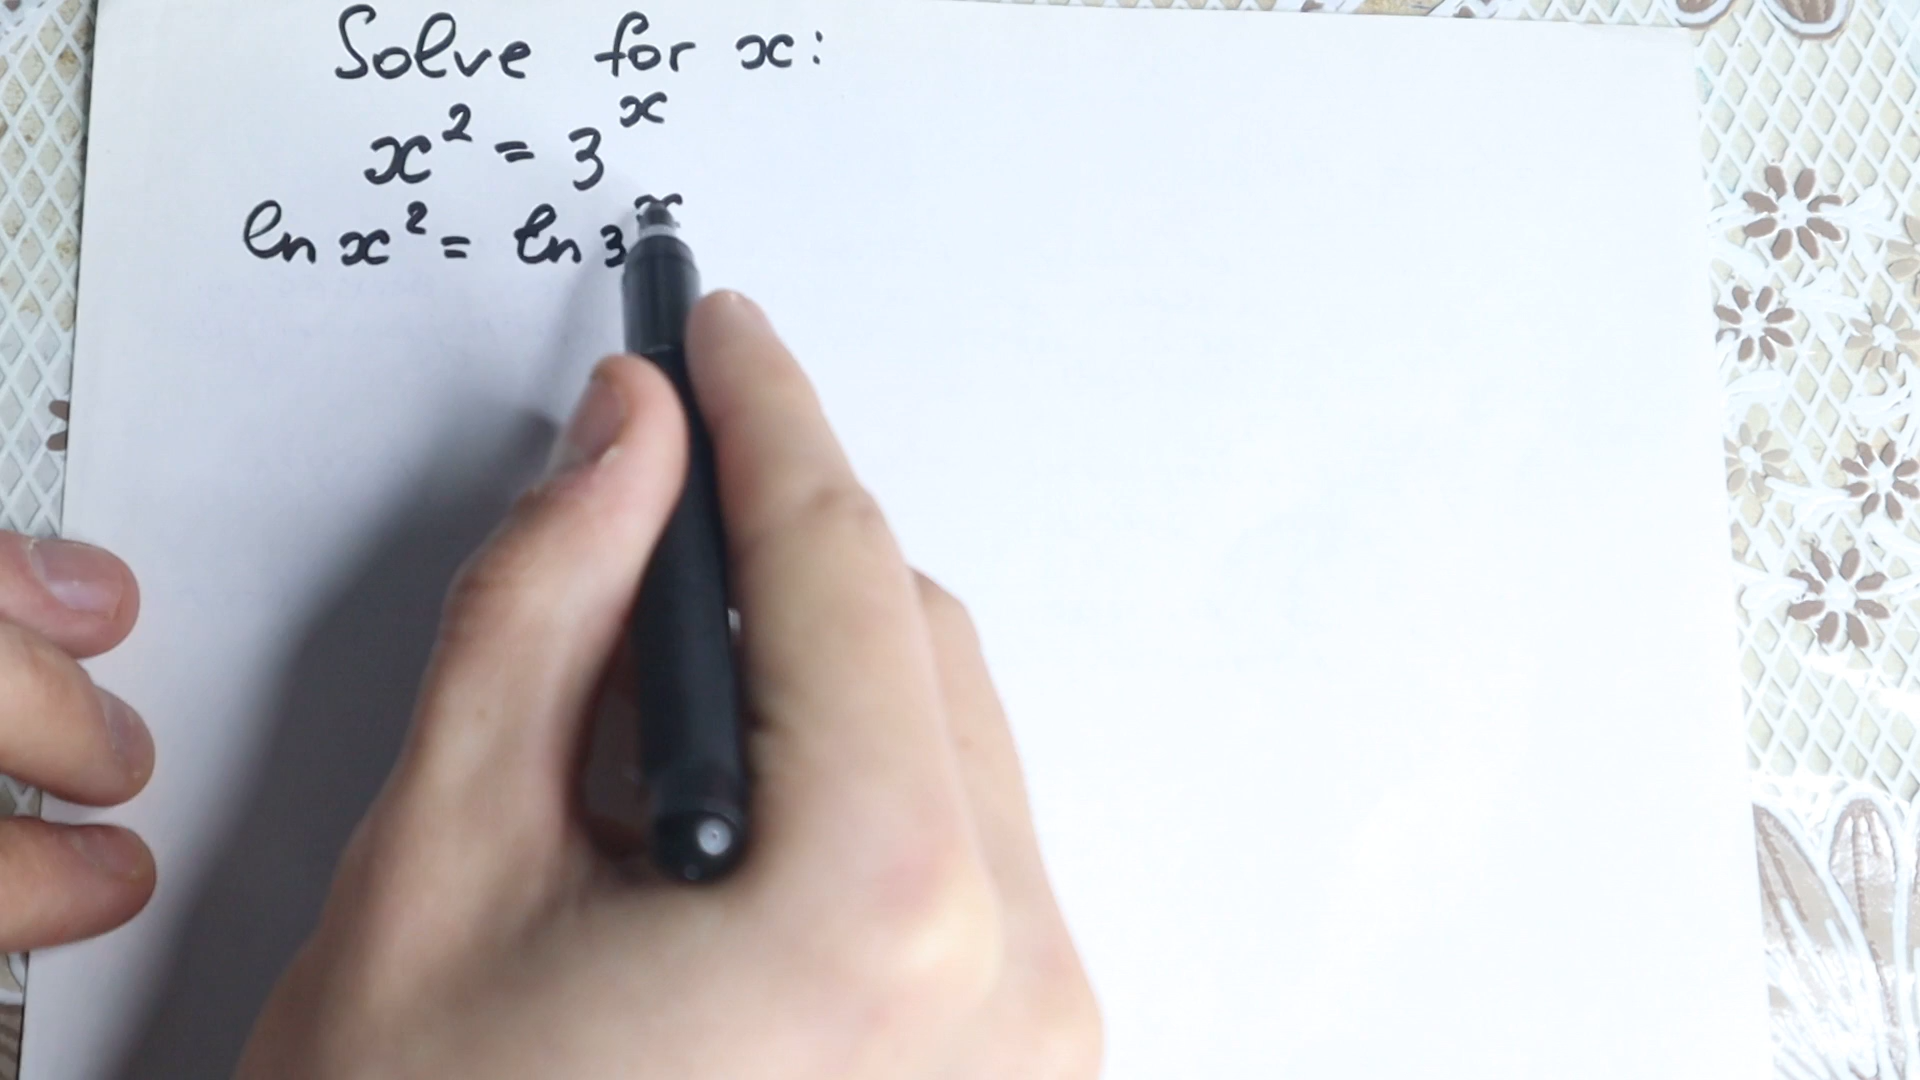 Solve for x:
x² = 3ˣ
ln x² = ln 3ˣ